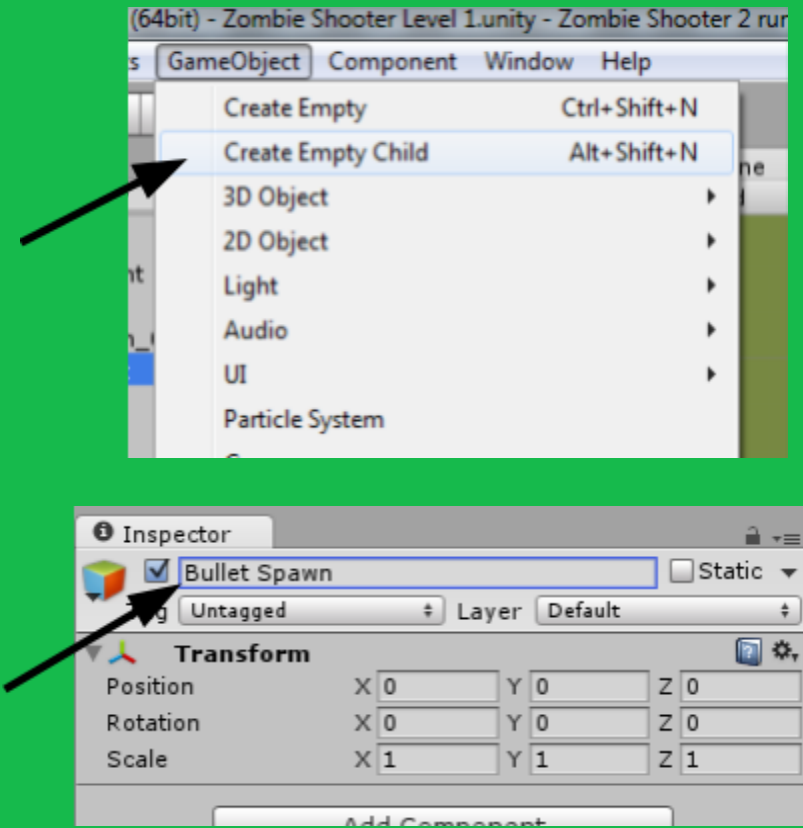 (64bit) - Zombie Shooter Level 1.unity - Zombie Shooter 2 run
s GameObject Component Window Help
Create Empty Ctrl+Shift+N
Create Empty Child Alt+Shift+N
3D Object
2D Object
Light
Audio
UI
Particle System
Inspector
Bullet Spawn Static
Untagged Layer Default
Transform
Position X 0 Y 0 Z 0
Rotation X 0 Y 0 Z 0
Scale X 1 Y 1 Z 1
Add Component